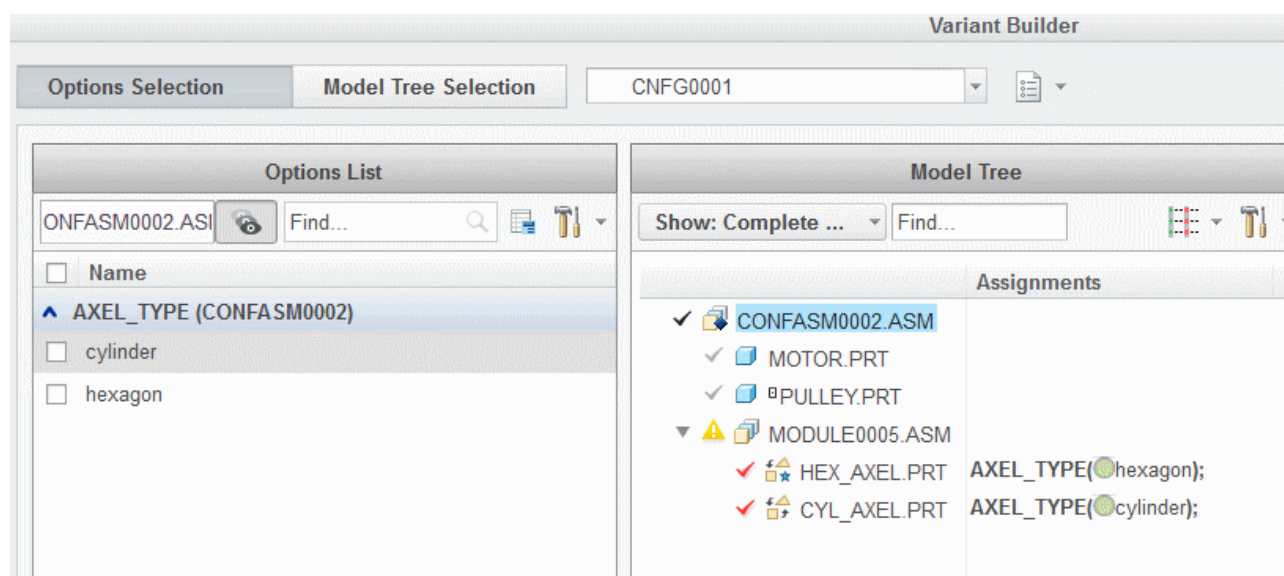 Variant Builder
Options Selection
Model Tree Selection
CNFG0001
Options List
Model Tree
ONFASM0002.ASI
Find...
Show: Complete ...
Find...
Name
Assignments
AXEL_TYPE (CONFASM0002)
CONFASM0002.ASM
cylinder
MOTOR.PRT
hexagon
PULLEY.PRT
MODULE0005.ASM
HEX_AXEL.PRT AXEL_TYPE(hexagon);
CYL_AXEL.PRT AXEL_TYPE(cylinder);